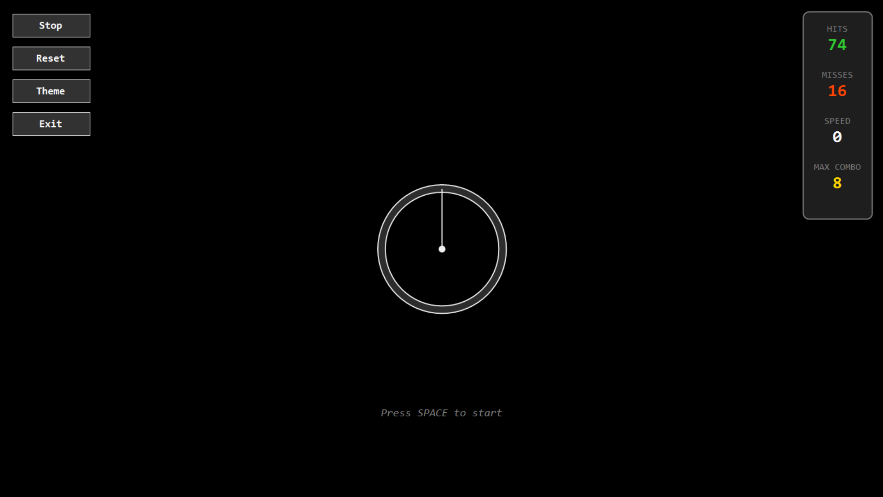 Stop
Reset
Theme
Exit
HITS
74
MISSES
16
SPEED
0
MAX COMBO
8
Press SPACE to start